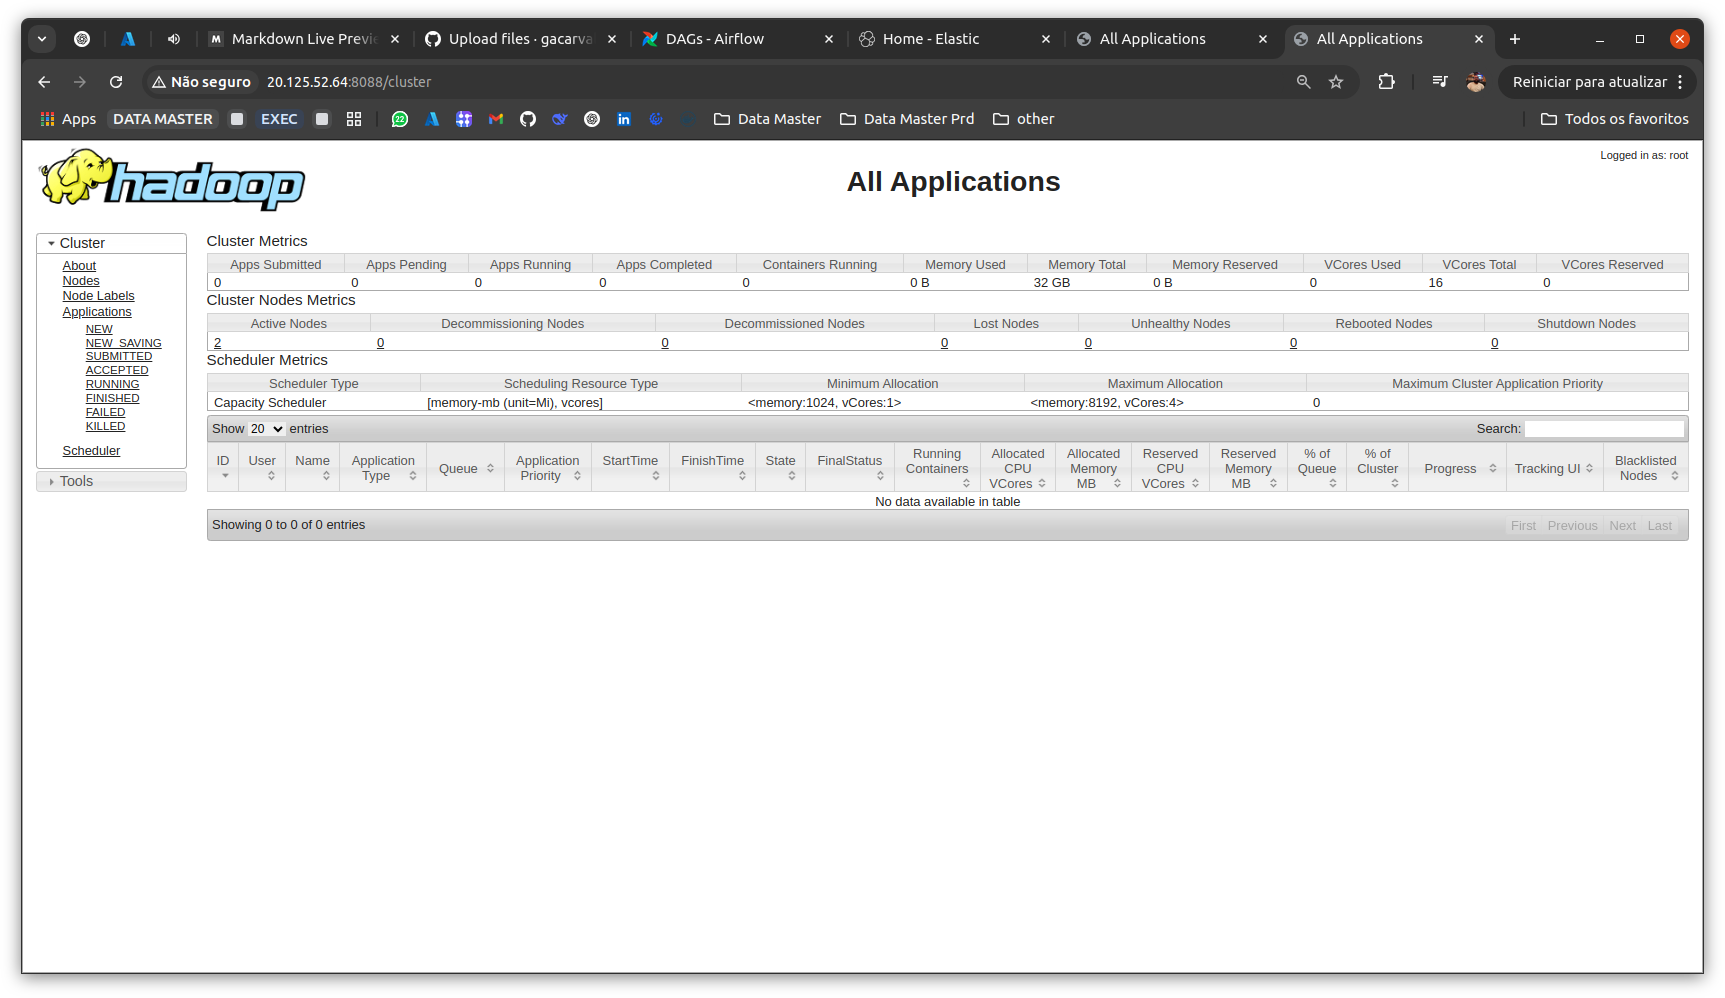 Markdown Live Previe
Upload files · gacarva
DAGs - Airflow
Home - Elastic
All Applications
All Applications
Não seguro
20.125.52.64:8088/cluster
Reiniciar para atualizar
Apps
DATA MASTER
EXEC
Data Master
Data Master Prd
other
Todos os favoritos
hadoop
All Applications
Logged in as: root
Cluster
About
Nodes
Node Labels
Applications
NEW
NEW_SAVING
SUBMITTED
ACCEPTED
RUNNING
FINISHED
FAILED
KILLED
Scheduler
Tools
Cluster Metrics
Apps Submitted Apps Pending Apps Running Apps Completed Containers Running Memory Used Memory Total Memory Reserved VCores Used VCores Total VCores Reserved
0 0 0 0 0 0 B 32 GB 0 B 0 16 0
Cluster Nodes Metrics
Active Nodes Decommissioning Nodes Decommissioned Nodes Lost Nodes Unhealthy Nodes Rebooted Nodes Shutdown Nodes
2 0 0 0 0 0 0
Scheduler Metrics
Scheduler Type Scheduling Resource Type Minimum Allocation Maximum Allocation Maximum Cluster Application Priority
Capacity Scheduler [memory-mb (unit=Mi), vcores] <memory:1024, vCores:1> <memory:8192, vCores:4> 0
Show 20 entries
Search:
ID
User
Name
Application
Type
Queue
Application
Priority
StartTime
FinishTime
State
FinalStatus
Running
Containers
Allocated
CPU
VCores
Allocated
Memory
MB
Reserved
CPU
VCores
Reserved
Memory
MB
% of
Queue
% of
Cluster
Progress
Tracking UI
Blacklisted
Nodes
No data available in table
Showing 0 to 0 of 0 entries
First Previous Next Last